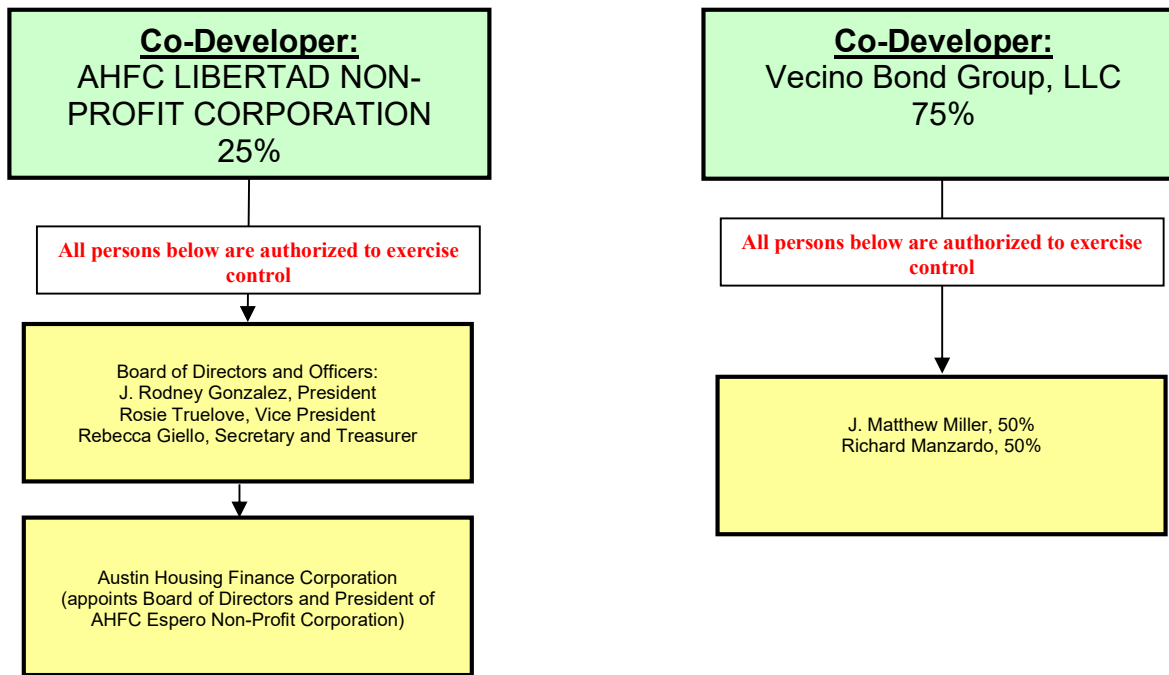 Co-Developer:
AHFC LIBERTAD NON-
PROFIT CORPORATION
25%
All persons below are authorized to exercise
control
Board of Directors and Officers:
J. Rodney Gonzalez, President
Rosie Truelove, Vice President
Rebecca Giello, Secretary and Treasurer
Austin Housing Finance Corporation
(appoints Board of Directors and President of
AHFC Espero Non-Profit Corporation)
Co-Developer:
Vecino Bond Group, LLC
75%
All persons below are authorized to exercise
control
J. Matthew Miller, 50%
Richard Manzardo, 50%